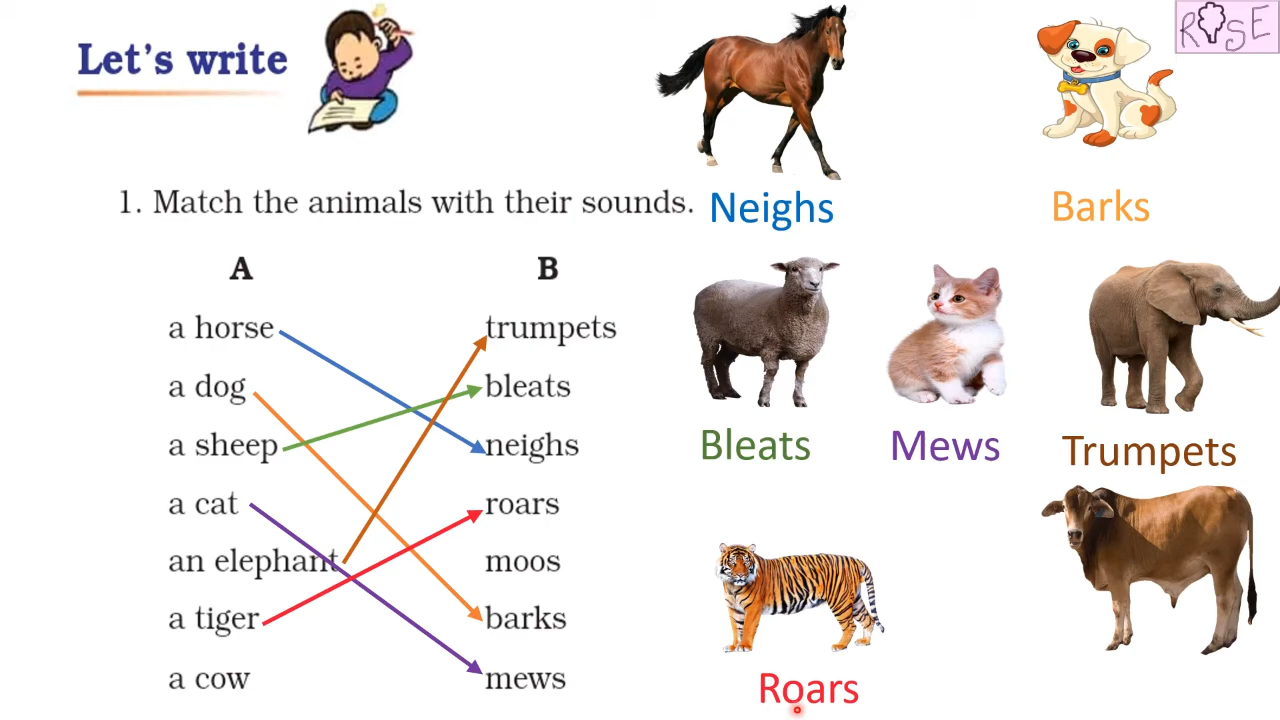 Let's write
ROSE
1. Match the animals with their sounds.
A B
a horse trumpets
a dog bleats
a sheep neighs
a cat roars
an elephant moos
a tiger barks
a cow mews
Neighs
Barks
Bleats
Mews
Trumpets
Roars